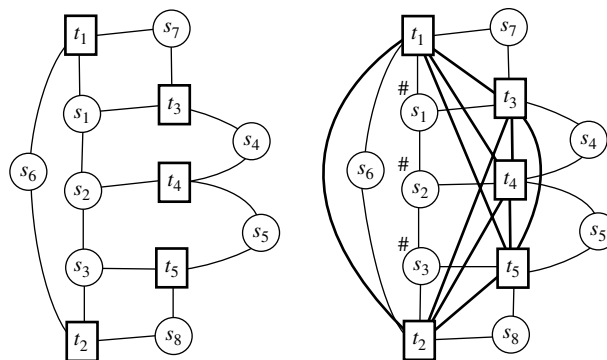 t₁
s₇
s₁
t₃
s₄
s₆
s₂
t₄
s₅
s₃
t₅
t₂
s₈
t₁
s₇
#
s₁
t₃
s₄
s₆
#
s₂
t₄
s₅
#
s₃
t₅
t₂
s₈